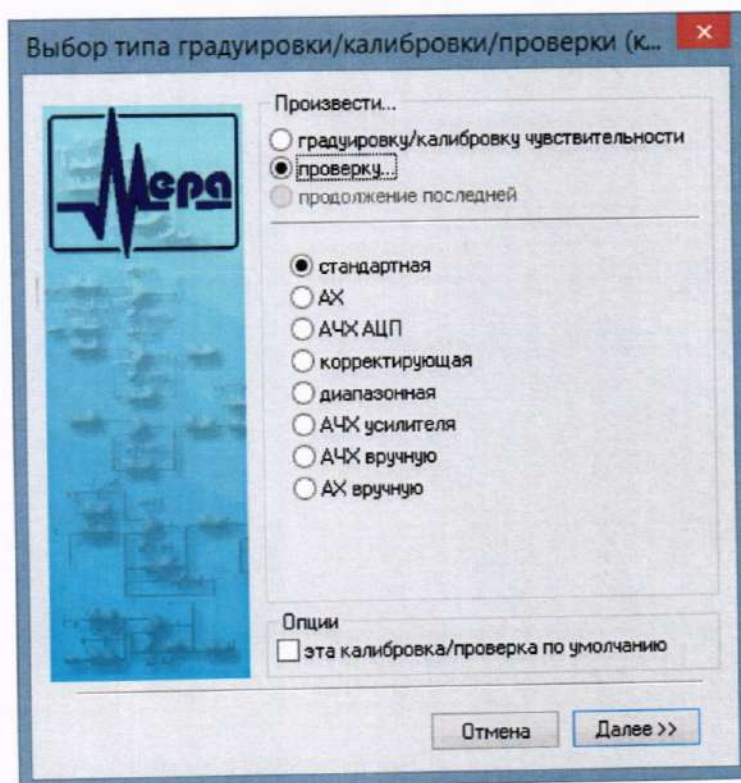 Выбор типа градуировки/калибровки/проверки (к...
Мера
Произвести...
градуировку/калибровку чувствительности
проверку...
продолжение последней
стандартная
АХ
АЧХ АЦП
корректирующая
диапазонная
АЧХ усилителя
АЧХ вручную
АХ вручную
Опции
эта калибровка/проверка по умолчанию
Отмена
Далее >>